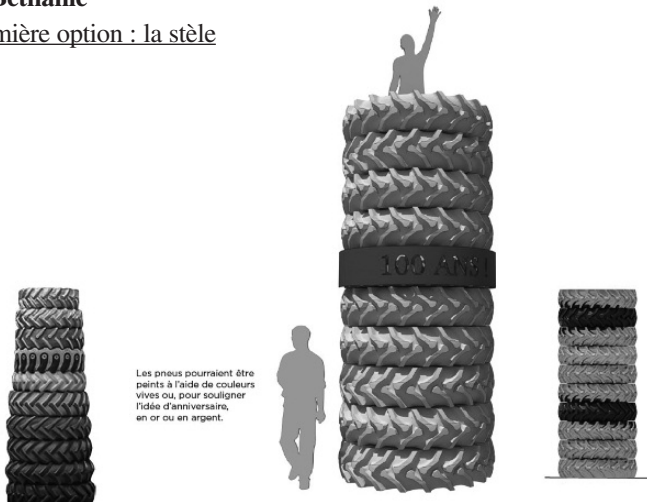 Béthanie
mière option : la stèle
100 ANS !
Les pneus pourraient être
peints à l'aide de couleurs
vives ou, pour souligner
l'idée d'anniversaire,
en or ou en argent.